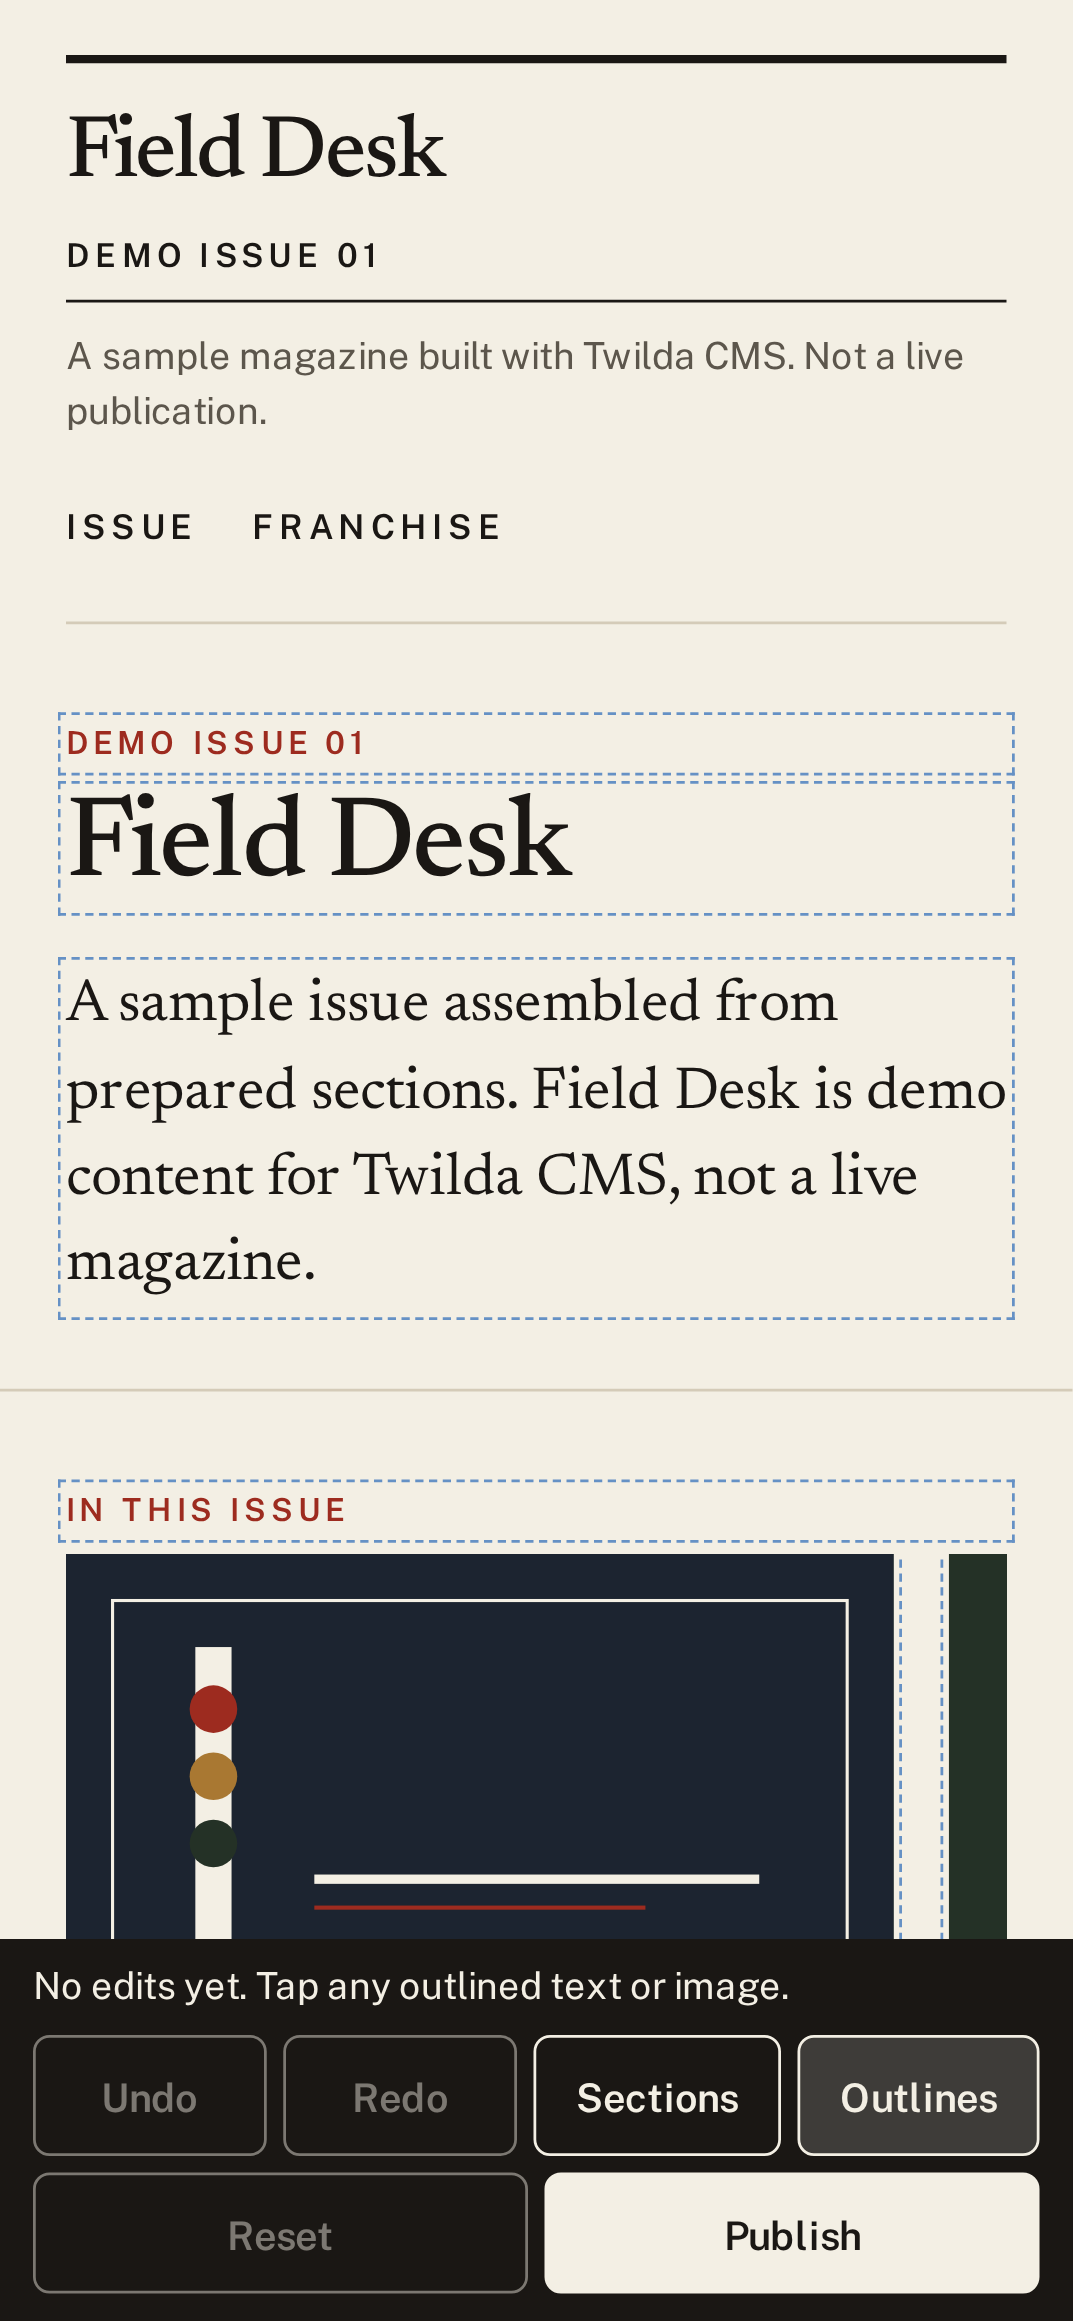 Field Desk
DEMO ISSUE 01
A sample magazine built with Twilda CMS. Not a live
publication.
ISSUE FRANCHISE
DEMO ISSUE 01
Field Desk
A sample issue assembled from
prepared sections. Field Desk is demo
content for Twilda CMS, not a live
magazine.
IN THIS ISSUE
No edits yet. Tap any outlined text or image.
Undo Redo Sections Outlines
Reset Publish